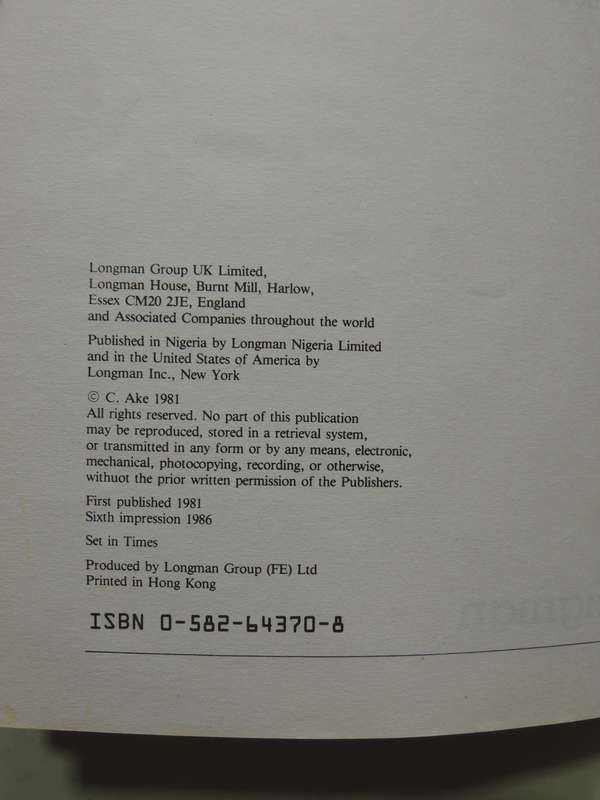 Longman Group UK Limited,
Longman House, Burnt Mill, Harlow,
Essex CM20 2JE, England
and Associated Companies throughout the world
Published in Nigeria by Longman Nigeria Limited
and in the United States of America by
Longman Inc., New York
© C. Ake 1981
All rights reserved. No part of this publication
may be reproduced, stored in a retrieval system,
or transmitted in any form or by any means, electronic,
mechanical, photocopying, recording, or otherwise,
withuot the prior written permission of the Publishers.
First published 1981
Sixth impression 1986
Set in Times
Produced by Longman Group (FE) Ltd
Printed in Hong Kong
ISBN 0-582-64370-8